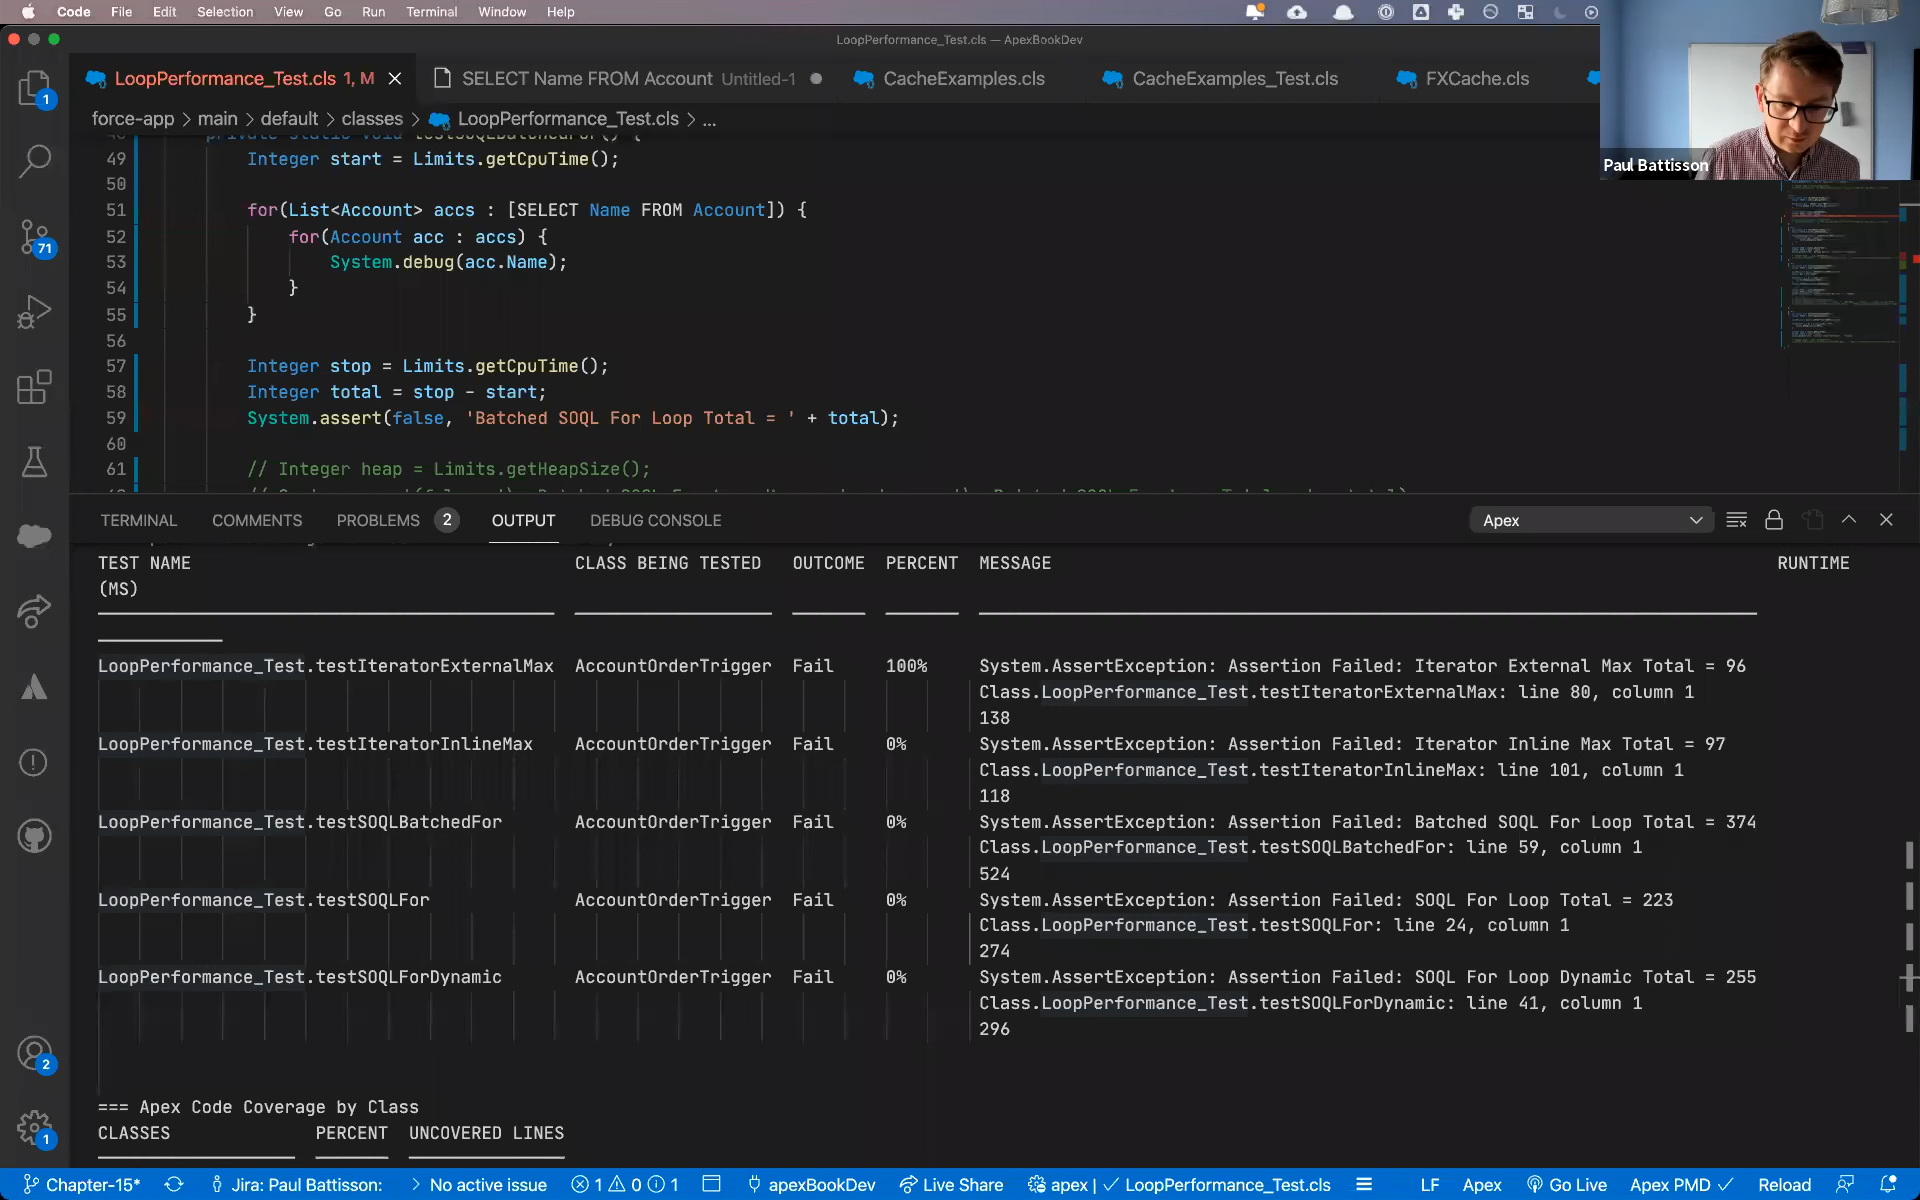 Code File Edit Selection View Go Run Terminal Window Help
LoopPerformance_Test.cls — ApexBookDev
LoopPerformance_Test.cls 1, M
SELECT Name FROM Account Untitled-1
CacheExamples.cls
CacheExamples_Test.cls
FXCache.cls
force-app > main > default > classes > LoopPerformance_Test.cls > ...
Paul Battisson
49 Integer start = Limits.getCpuTime();
50
51 for(List<Account> accs : [SELECT Name FROM Account]) {
52 for(Account acc : accs) {
53 System.debug(acc.Name);
54 }
55 }
56
57 Integer stop = Limits.getCpuTime();
58 Integer total = stop - start;
59 System.assert(false, 'Batched SOQL For Loop Total = ' + total);
60
61 // Integer heap = Limits.getHeapSize();
1
71
2
1
TERMINAL COMMENTS PROBLEMS 2 OUTPUT DEBUG CONSOLE
Apex
TEST NAME CLASS BEING TESTED OUTCOME PERCENT MESSAGE RUNTIME
(MS)
LoopPerformance_Test.testIteratorExternalMax AccountOrderTrigger Fail 100% System.AssertException: Assertion Failed: Iterator External Max Total = 96
Class.LoopPerformance_Test.testIteratorExternalMax: line 80, column 1
138
LoopPerformance_Test.testIteratorInlineMax AccountOrderTrigger Fail 0% System.AssertException: Assertion Failed: Iterator Inline Max Total = 97
Class.LoopPerformance_Test.testIteratorInlineMax: line 101, column 1
118
LoopPerformance_Test.testSOQLBatchedFor AccountOrderTrigger Fail 0% System.AssertException: Assertion Failed: Batched SOQL For Loop Total = 374
Class.LoopPerformance_Test.testSOQLBatchedFor: line 59, column 1
524
LoopPerformance_Test.testSOQLFor AccountOrderTrigger Fail 0% System.AssertException: Assertion Failed: SOQL For Loop Total = 223
Class.LoopPerformance_Test.testSOQLFor: line 24, column 1
274
LoopPerformance_Test.testSOQLForDynamic AccountOrderTrigger Fail 0% System.AssertException: Assertion Failed: SOQL For Loop Dynamic Total = 255
Class.LoopPerformance_Test.testSOQLForDynamic: line 41, column 1
296
=== Apex Code Coverage by Class
CLASSES PERCENT UNCOVERED LINES
Chapter-15* Jira: Paul Battisson: > No active issue 1 0 1 apexBookDev Live Share apex | ✓ LoopPerformance_Test.cls LF Apex Go Live Apex PMD ✓ Reload